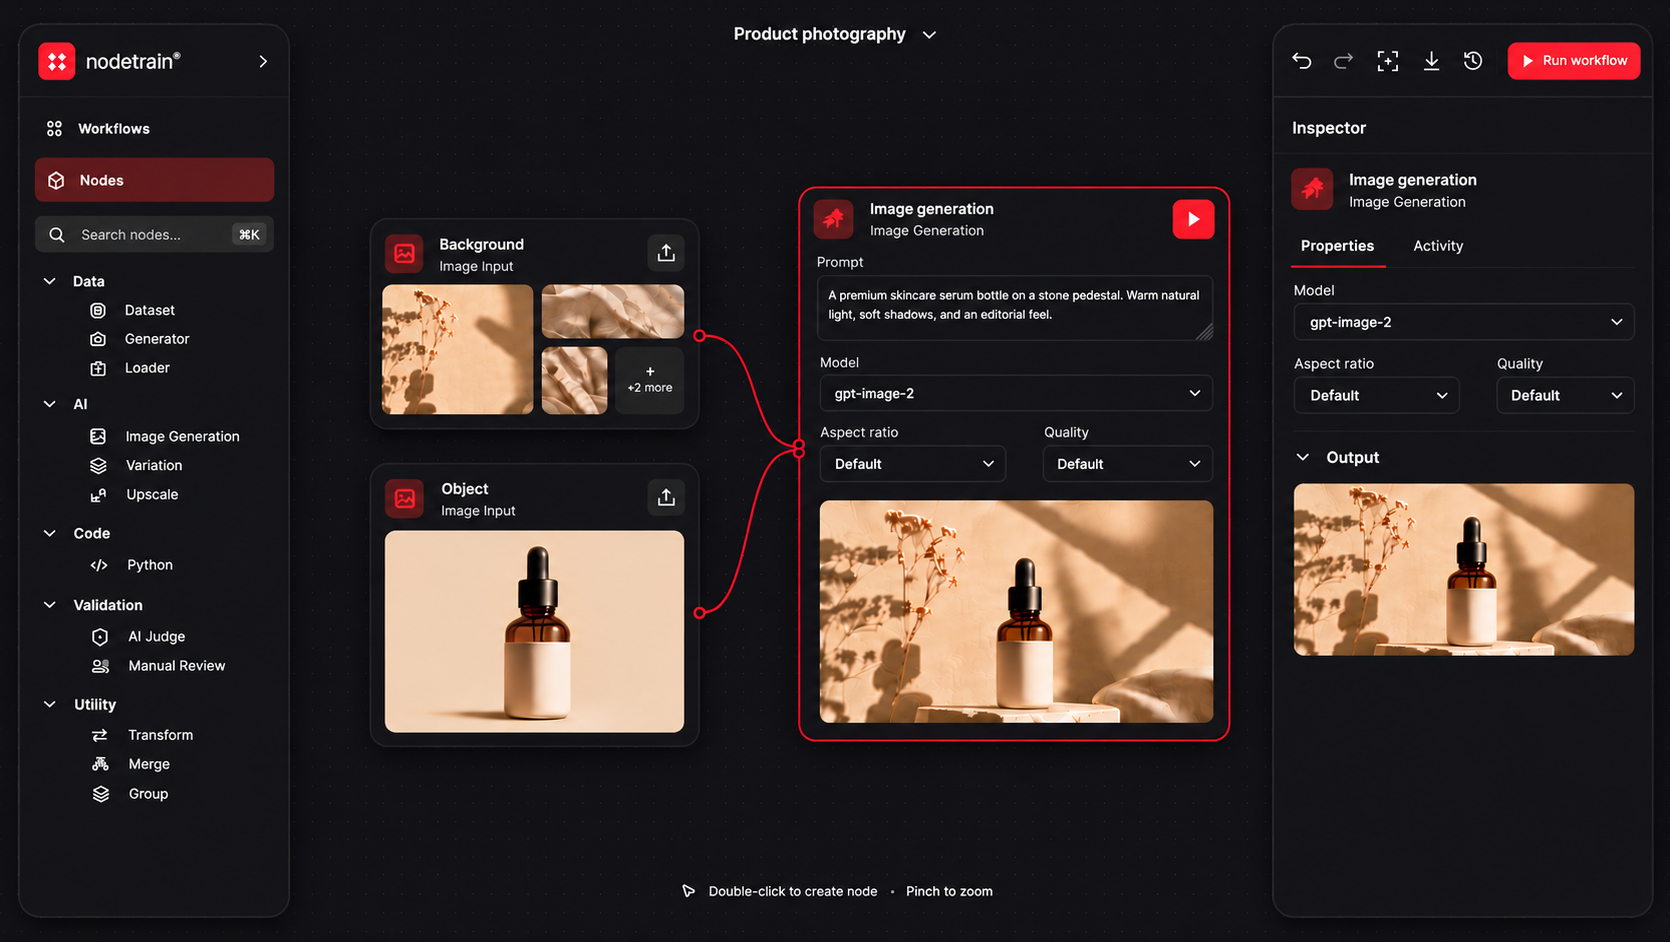 nodetrain®
Workflows
Nodes
Search nodes... ⌘K
Data
Dataset
Generator
Loader
AI
Image Generation
Variation
Upscale
Code
Python
Validation
AI Judge
Manual Review
Utility
Transform
Merge
Group
Product photography
Background
Image Input
+
+2 more
Object
Image Input
Image generation
Image Generation
Prompt
A premium skincare serum bottle on a stone pedestal. Warm natural
light, soft shadows, and an editorial feel.
Model
gpt-image-2
Aspect ratio Quality
Default Default
Double-click to create node • Pinch to zoom
Run workflow
Inspector
Image generation
Image Generation
Properties Activity
Model
gpt-image-2
Aspect ratio Quality
Default Default
Output